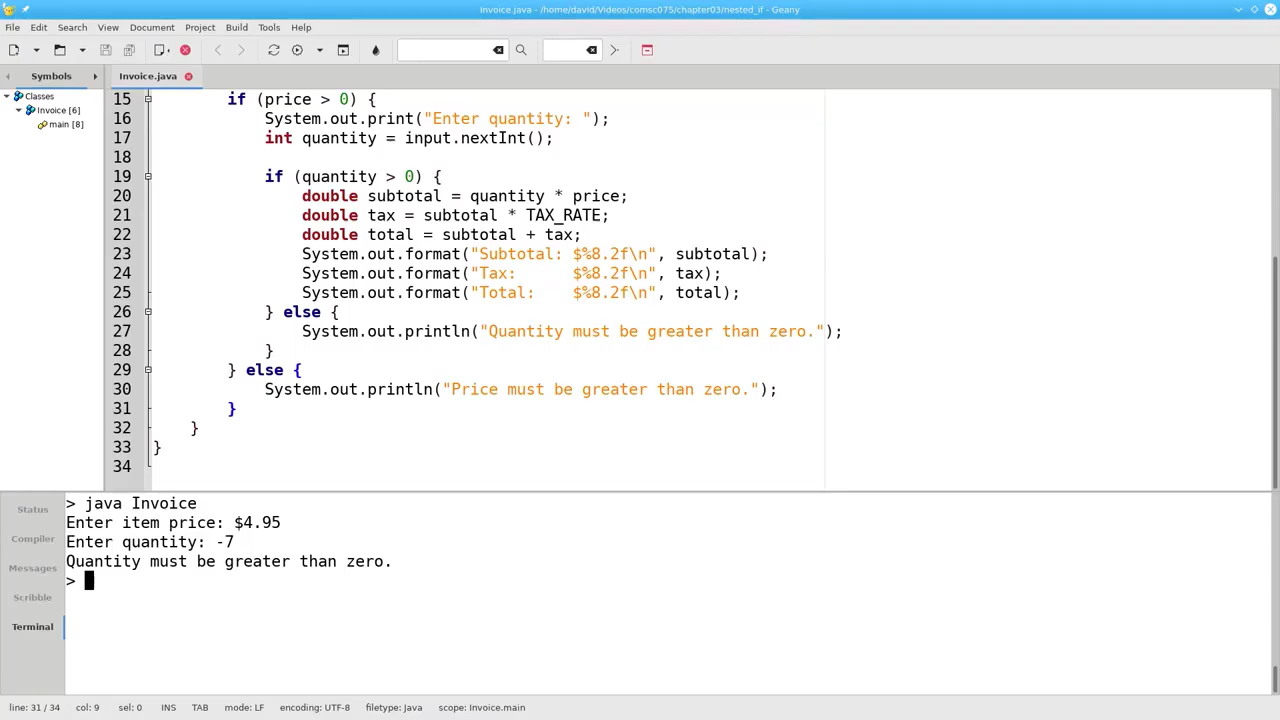 Invoice.java - /home/david/Videos/comsc075/chapter03/nested_if - Geany
File Edit Search View Document Project Build Tools Help
Symbols
Invoice.java
Classes
Invoice [6]
main [8]
15 if (price > 0) {
16 System.out.print("Enter quantity: ");
17 int quantity = input.nextInt();
18
19 if (quantity > 0) {
20 double subtotal = quantity * price;
21 double tax = subtotal * TAX_RATE;
22 double total = subtotal + tax;
23 System.out.format("Subtotal: $%8.2f\n", subtotal);
24 System.out.format("Tax:      $%8.2f\n", tax);
25 System.out.format("Total:    $%8.2f\n", total);
26 } else {
27 System.out.println("Quantity must be greater than zero.");
28 }
29 } else {
30 System.out.println("Price must be greater than zero.");
31 }
32 }
33 }
34
Status
Compiler
Messages
Scribble
Terminal
> java Invoice
Enter item price: $4.95
Enter quantity: -7
Quantity must be greater than zero.
>
line: 31 / 34 col: 9 sel: 0 INS TAB mode: LF encoding: UTF-8 filetype: Java scope: Invoice.main